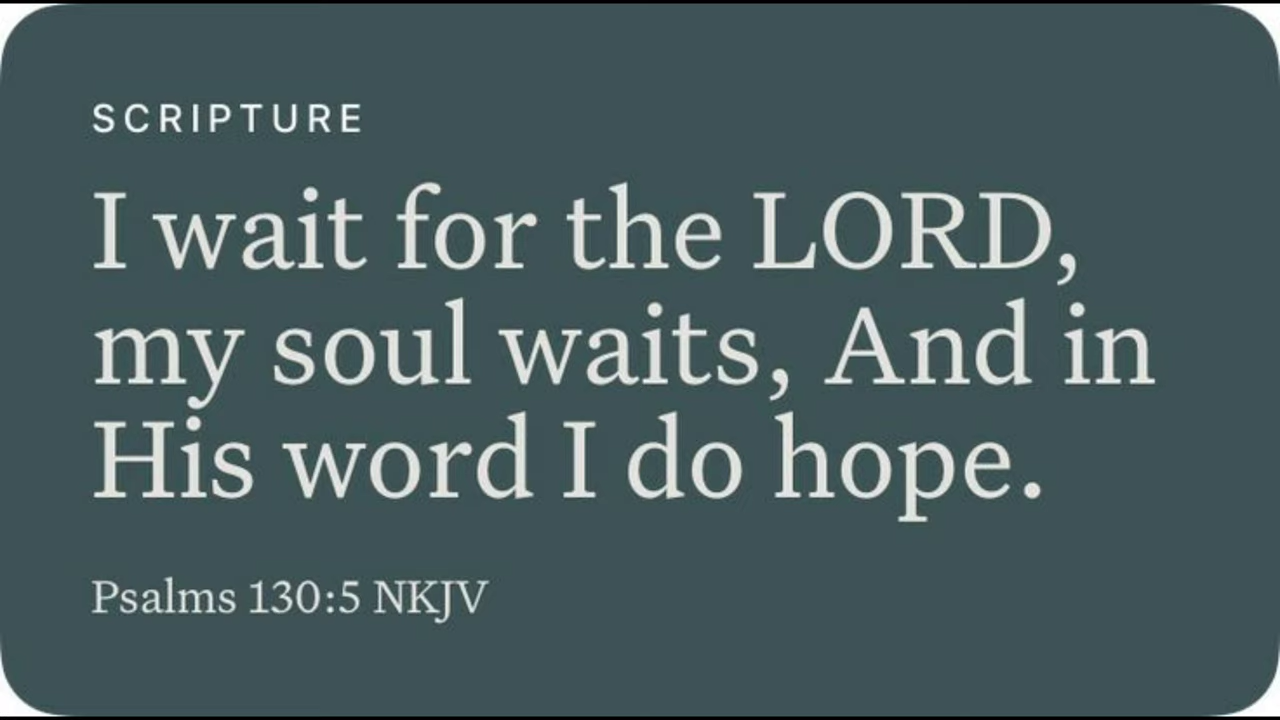 SCRIPTURE
I wait for the LORD,
my soul waits, And in
His word I do hope.
Psalms 130:5 NKJV